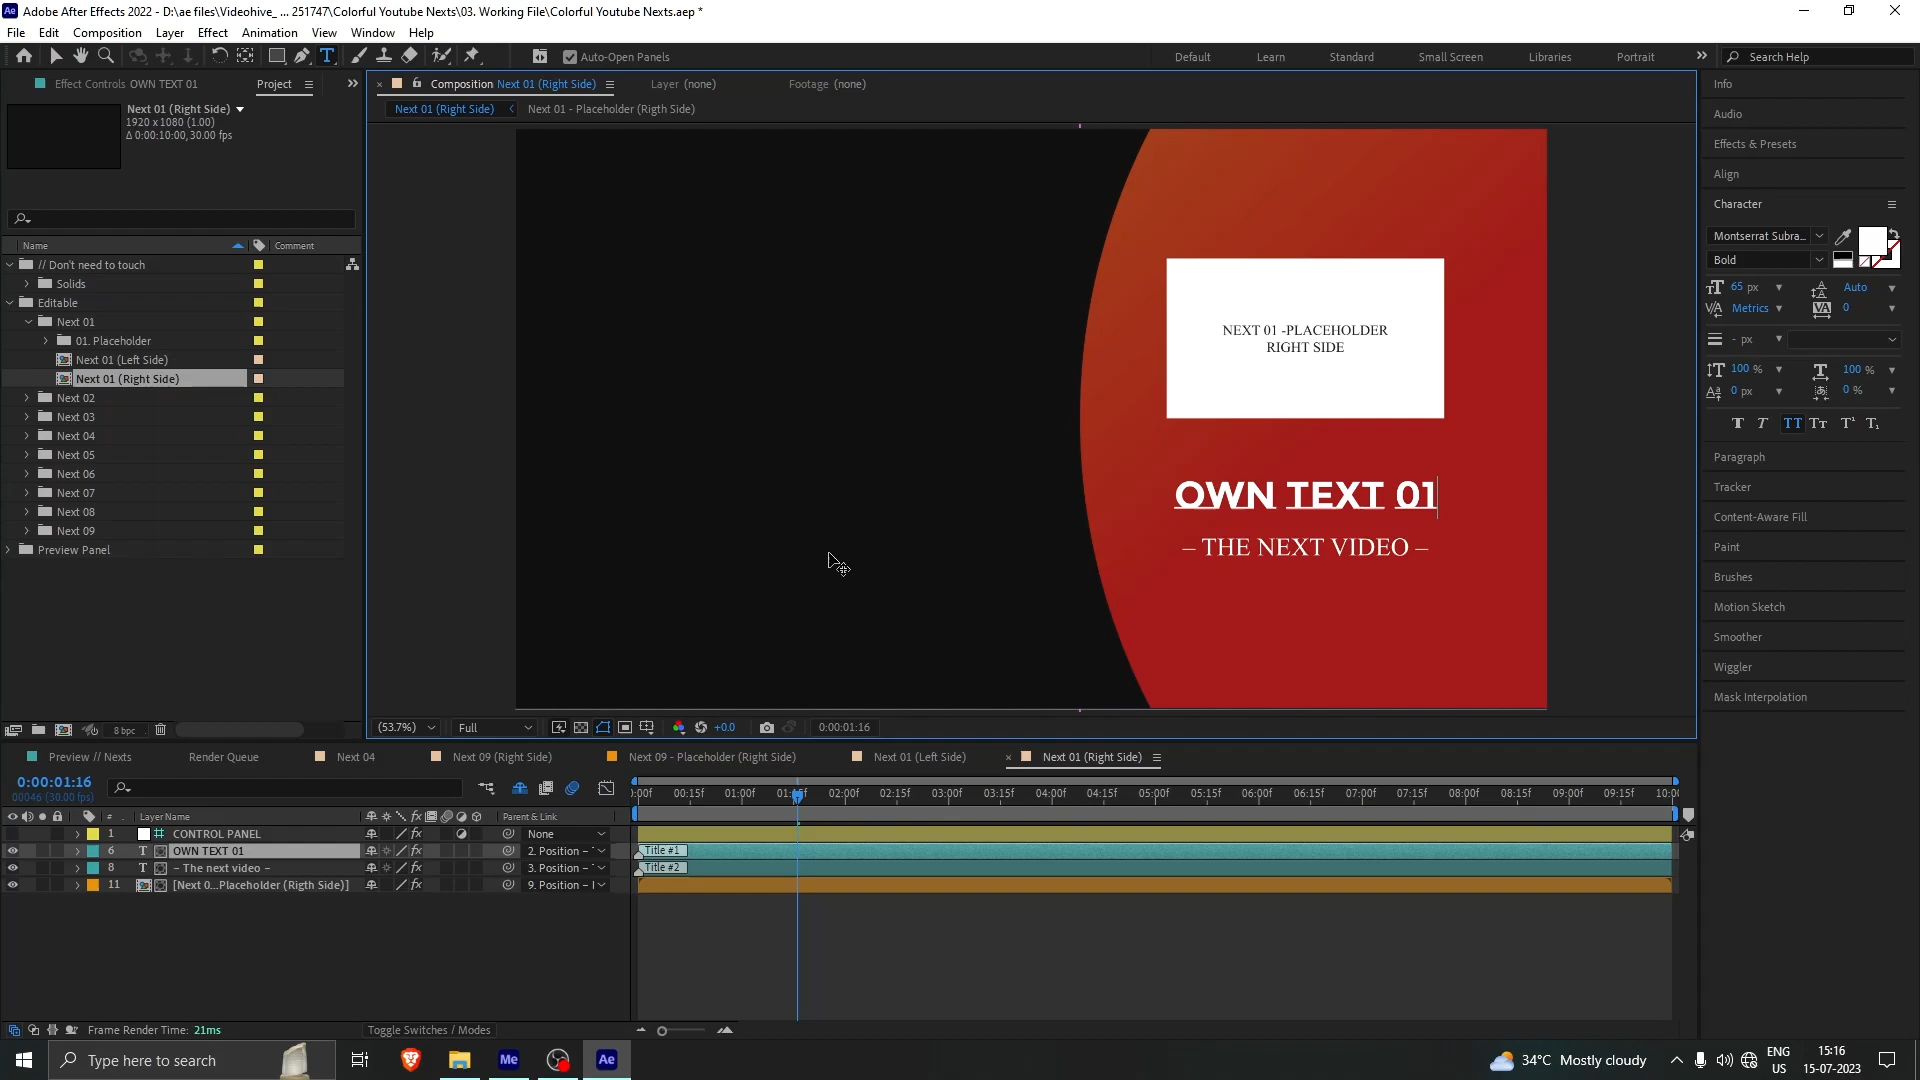 Adobe After Effects 2022 - D:\ae files\Videohive_ ... 251747\Colorful Youtube Nexts\03. Working File\Colorful Youtube Nexts.aep *
File Edit Composition Layer Effect Animation View Window Help
Auto-Open Panels
Default Learn Standard Small Screen Libraries Portrait
Search Help
Effect Controls OWN TEXT 01
Project
Composition Next 01 (Right Side)
Layer (none)
Footage (none)
Next 01 (Right Side)
1920 x 1080 (1.00)
Δ 0:00:10:00, 30.00 fps
Next 01 (Right Side) Next 01 - Placeholder (Rigth Side)
Name Comment
// Don't need to touch
Solids
Editable
Next 01
01. Placeholder
Next 01 (Left Side)
Next 01 (Right Side)
Next 02
Next 03
Next 04
Next 05
Next 06
Next 07
Next 08
Next 09
Preview Panel
8 bpc
NEXT 01 -PLACEHOLDER
RIGHT SIDE
OWN TEXT 01
– THE NEXT VIDEO –
(53.7%) Full +0.0 0:00:01:16
Info
Audio
Effects & Presets
Align
Character
Montserrat Subra...
Bold
65 px Auto
Metrics 0
- px
100 % 100 %
0 px 0 %
Paragraph
Tracker
Content-Aware Fill
Paint
Brushes
Motion Sketch
Smoother
Wiggler
Mask Interpolation
Preview // Nexts Render Queue Next 04 Next 09 (Right Side) Next 09 - Placeholder (Right Side) Next 01 (Left Side) Next 01 (Right Side)
0:00:01:16
00046 (30.00 fps)
:00f 00:15f 01:00f 01:15f 02:00f 02:15f 03:00f 03:15f 04:00f 04:15f 05:00f 05:15f 06:00f 06:15f 07:00f 07:15f 08:00f 08:15f 09:00f 09:15f 10:00
# Layer Name Parent & Link
1 CONTROL PANEL None
6 OWN TEXT 01 2. Position – Title #1
8 – The next video – 3. Position – Title #2
11 [Next 0...Placeholder (Rigth Side)] 9. Position –
Frame Render Time: 21ms
Toggle Switches / Modes
Type here to search
Me
Ae
34°C Mostly cloudy
ENG
US
15:16
15-07-2023